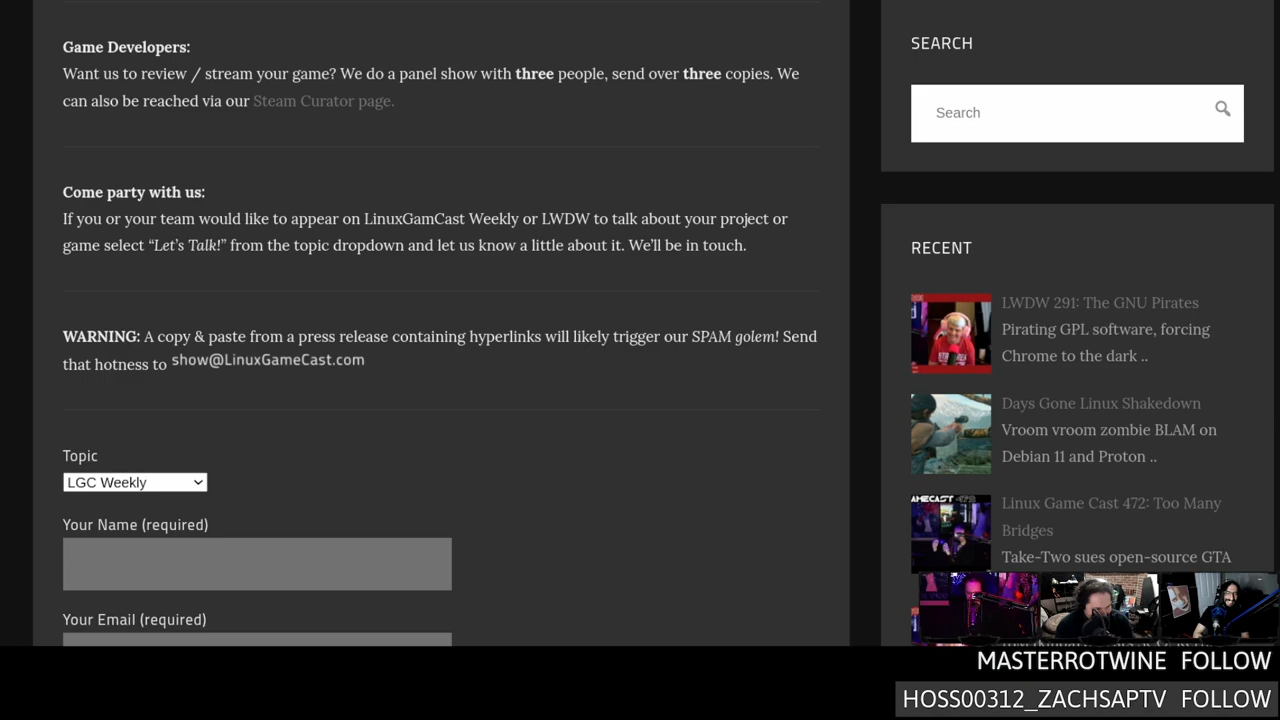 Game Developers:
Want us to review / stream your game? We do a panel show with three people, send over three copies. We
can also be reached via our Steam Curator page.
Come party with us:
If you or your team would like to appear on LinuxGamCast Weekly or LWDW to talk about your project or
game select “Let’s Talk!” from the topic dropdown and let us know a little about it. We’ll be in touch.
WARNING: A copy & paste from a press release containing hyperlinks will likely trigger our SPAM golem! Send
that hotness to show@LinuxGameCast.com
Topic
LGC Weekly
Your Name (required)
Your Email (required)
SEARCH
Search
RECENT
LWDW 291: The GNU Pirates
Pirating GPL software, forcing
Chrome to the dark ..
Days Gone Linux Shakedown
Vroom vroom zombie BLAM on
Debian 11 and Proton ..
Linux Game Cast 472: Too Many
Bridges
Take-Two sues open-source GTA
MASTERROTWINE FOLLOW
HOSS00312_ZACHSAPTV FOLLOW